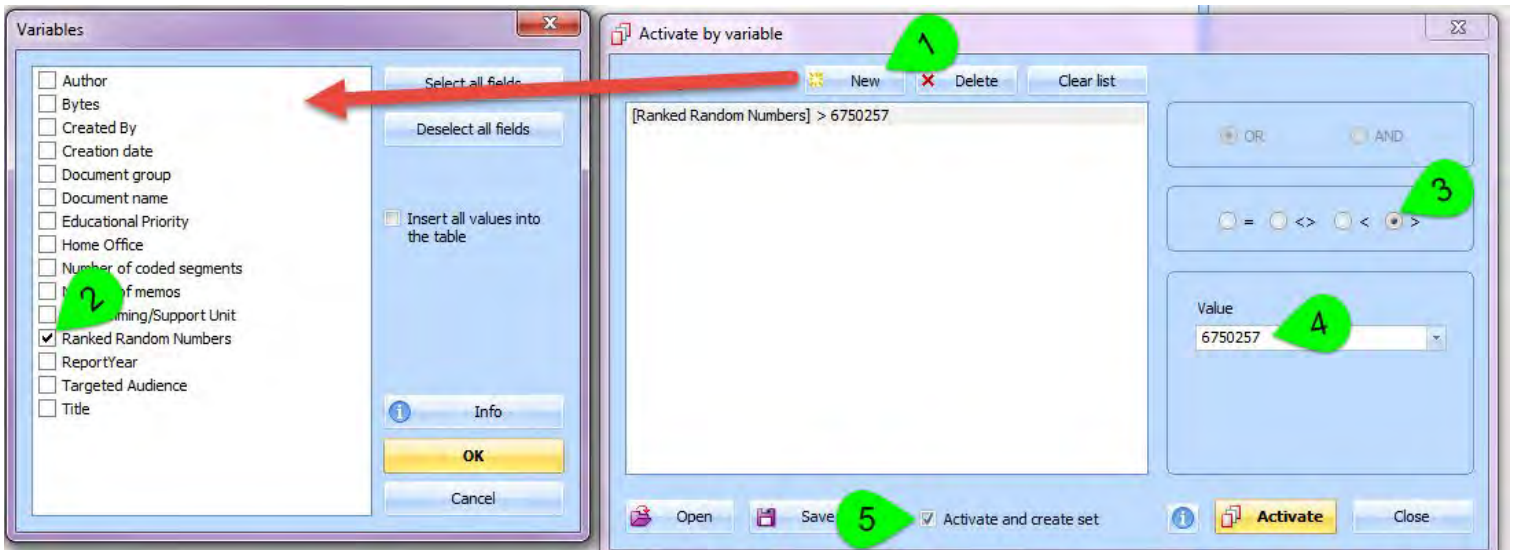 Variables
Author
Bytes
Created By
Creation date
Document group
Document name
Educational Priority
Home Office
Number of coded segments
of memos
ming/Support Unit
Ranked Random Numbers
ReportYear
Targeted Audience
Title
2
Select all fields
Deselect all fields
Insert all values into
the table
Info
OK
Cancel
Activate by variable
1
New
Delete
Clear list
[Ranked Random Numbers] > 6750257
OR
AND
3
= <> < >
Value
6750257
4
Open
Save
5
Activate and create set
Activate
Close